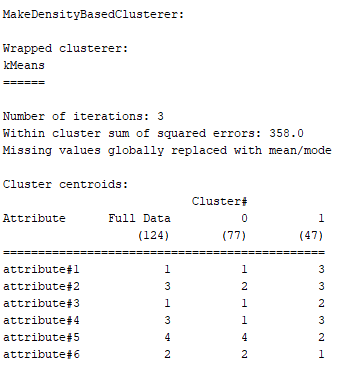 MakeDensityBasedClusterer:
Wrapped clusterer:
kMeans
======
Number of iterations: 3
Within cluster sum of squared errors: 358.0
Missing values globally replaced with mean/mode
Cluster centroids:
Cluster#
Attribute Full Data 0 1
(124) (77) (47)
==============================================
attribute#1 1 1 3
attribute#2 3 2 3
attribute#3 1 1 2
attribute#4 3 1 3
attribute#5 4 4 2
attribute#6 2 2 1